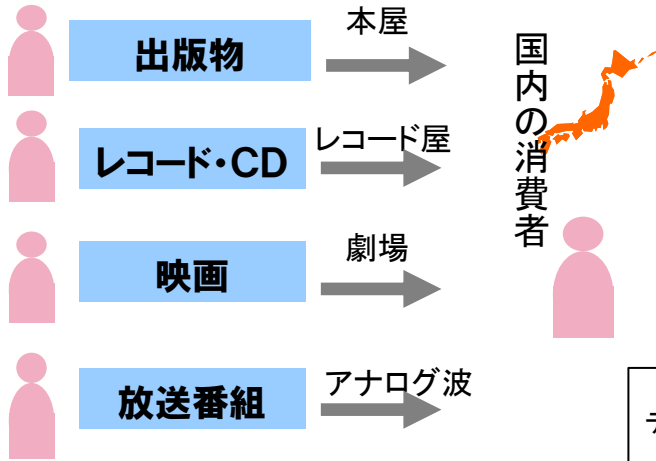 出版物
本屋
レコード・CD
レコード屋
映画
劇場
放送番組
アナログ波
国内の消費者